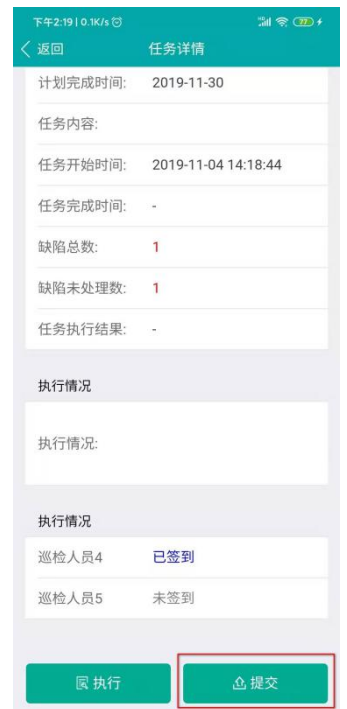 下午2:19 | 0.1K/s
77
返回 任务详情
计划完成时间: 2019-11-30
任务内容:
任务开始时间: 2019-11-04 14:18:44
任务完成时间: -
缺陷总数: 1
缺陷未处理数: 1
任务执行结果: -
执行情况
执行情况:
执行情况
巡检人员4 已签到
巡检人员5 未签到
执行 提交